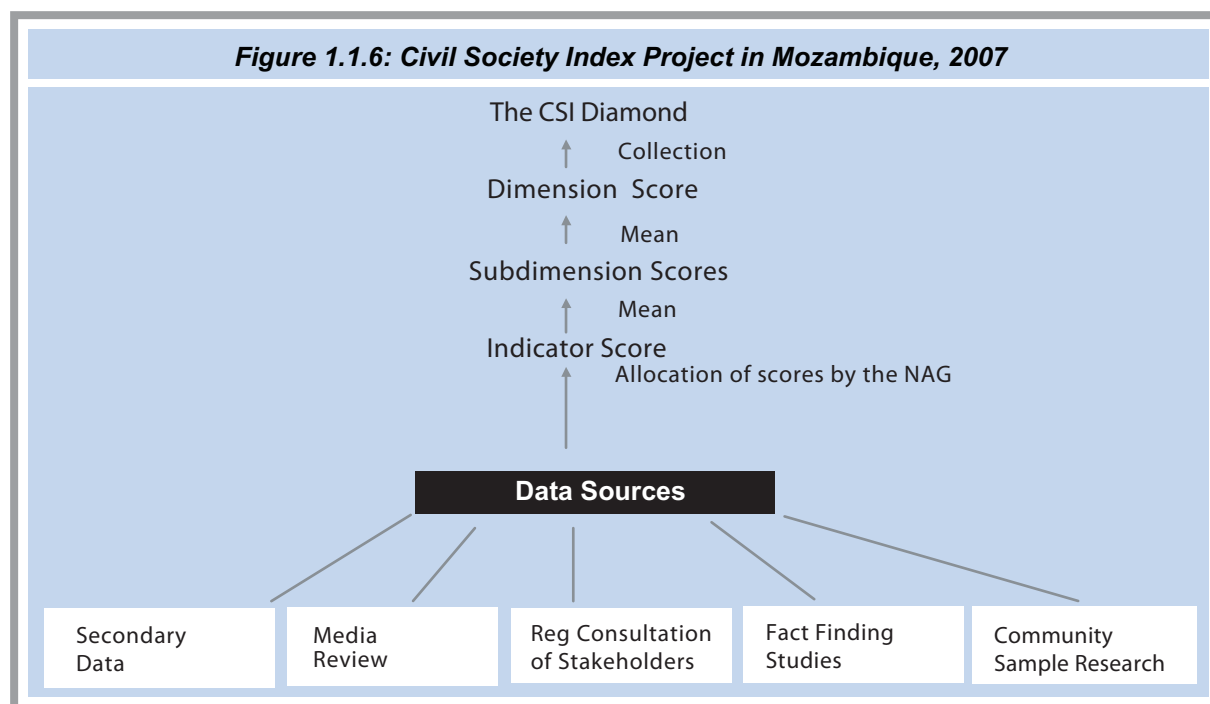 Figure 1.1.6: Civil Society Index Project in Mozambique, 2007
The CSI Diamond
Collection
Dimension Score
Mean
Subdimension Scores
Mean
Indicator Score
Allocation of scores by the NAG
Data Sources
Secondary
Data
Media
Review
Reg Consultation
of Stakeholders
Fact Finding
Studies
Community
Sample Research